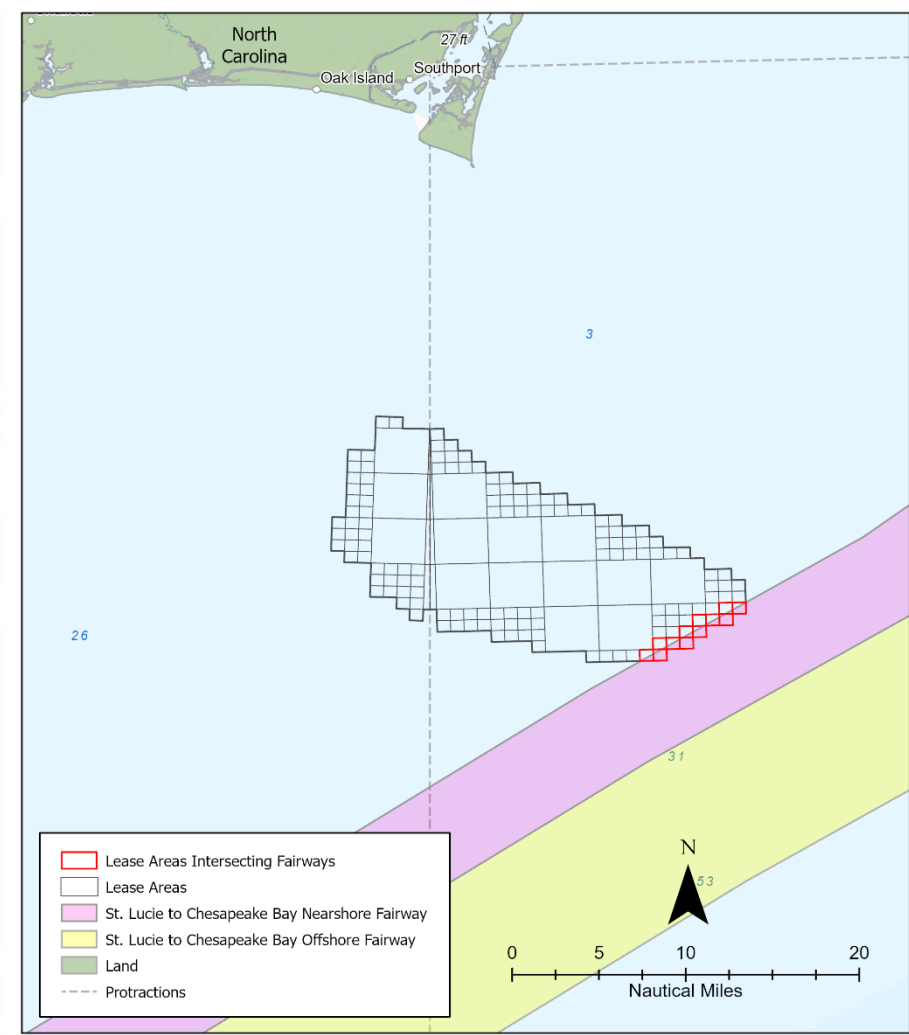 North
Carolina
27 ft
Southport
Oak Island
3
26
31
53
N
0 5 10 20
Nautical Miles
Lease Areas Intersecting Fairways
Lease Areas
St. Lucie to Chesapeake Bay Nearshore Fairway
St. Lucie to Chesapeake Bay Offshore Fairway
Land
Protractions